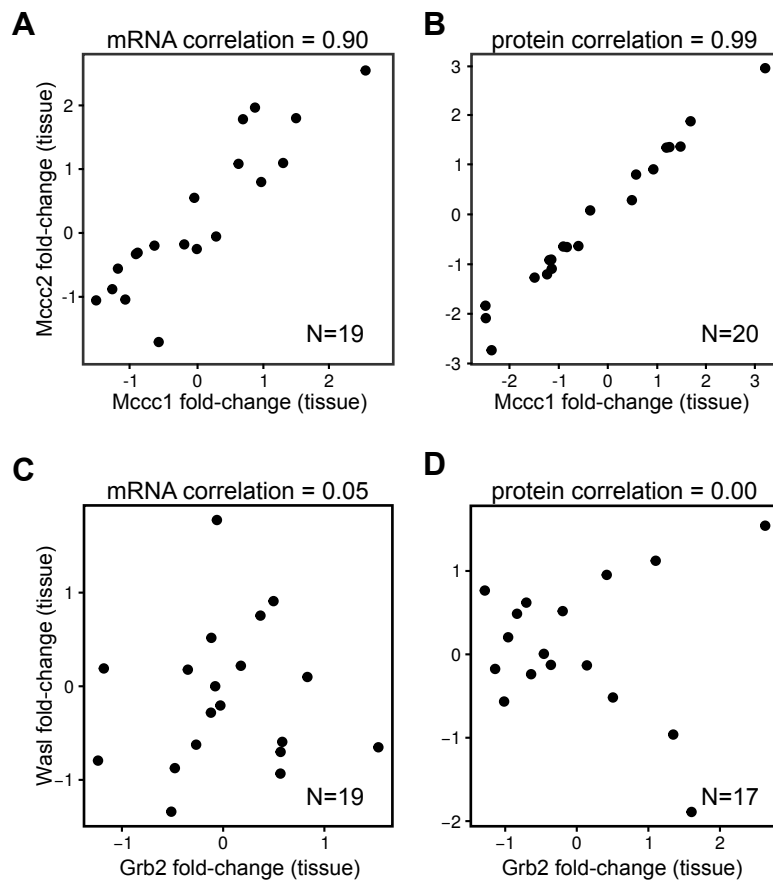 A
mRNA correlation = 0.90
Mccc2 fold-change (tissue)
2
1
0
-1
N=19
-1
0
1
2
Mccc1 fold-change (tissue)
B
protein correlation = 0.99
3
2
1
0
-1
-2
-3
N=20
-2
-1
0
1
2
3
Mccc1 fold-change (tissue)
C
mRNA correlation = 0.05
Wasl fold-change (tissue)
1
0
−1
N=19
−1
0
1
Grb2 fold-change (tissue)
D
protein correlation = 0.00
1
0
−1
−2
N=17
−1
0
1
2
Grb2 fold-change (tissue)